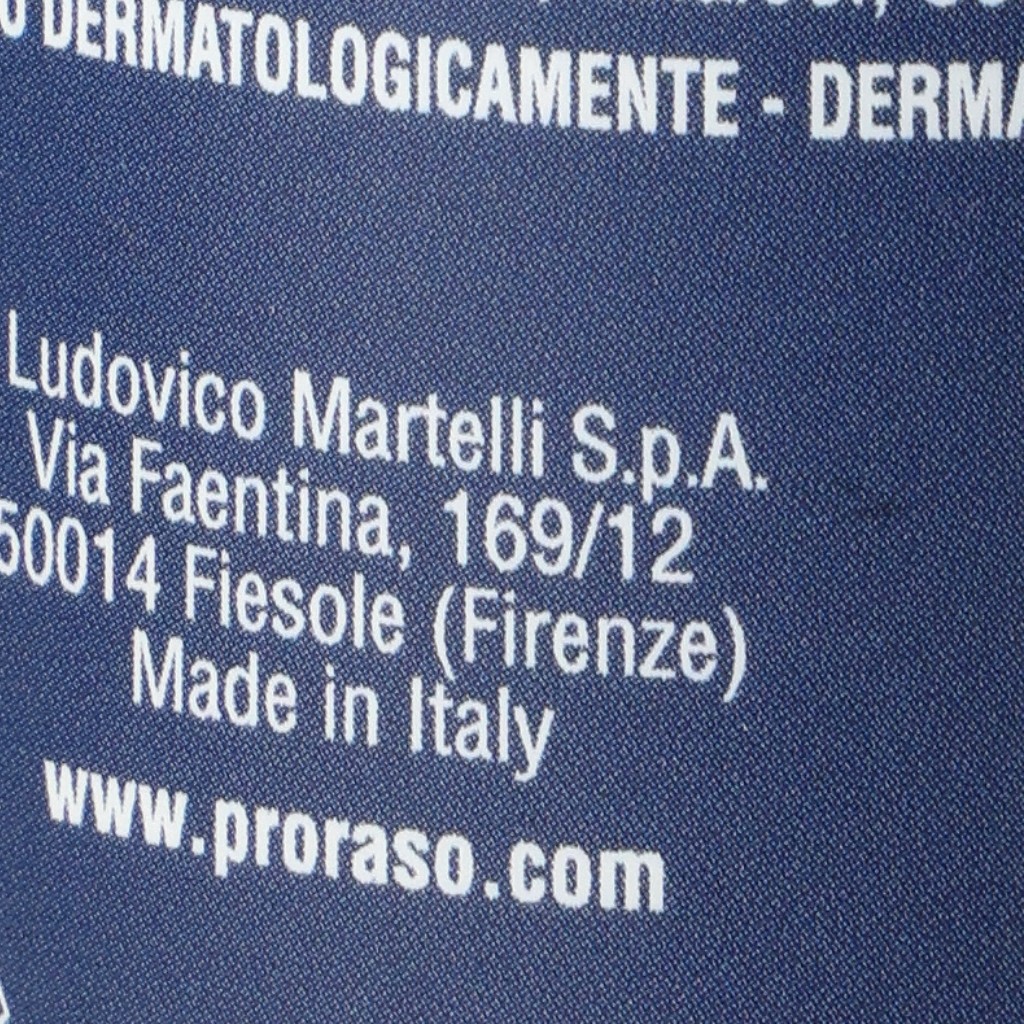 DERMATOLOGICAMENTE - DERMA
Ludovico Martelli S.p.A.
Via Faentina, 169/12
50014 Fiesole (Firenze)
Made in Italy
www.proraso.com